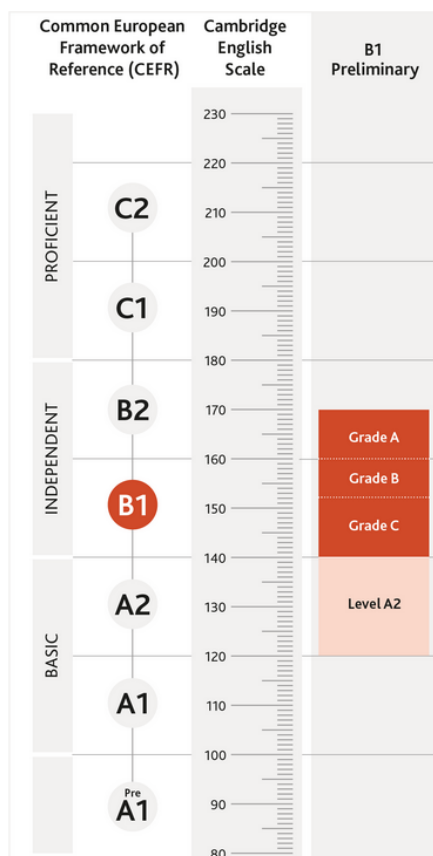 Common European
Framework of
Reference (CEFR)
Cambridge
English
Scale
B1
Preliminary
PROFICIENT
INDEPENDENT
BASIC
C2
C1
B2
B1
A2
A1
Pre
A1
230
220
210
200
190
180
170
160
150
140
130
120
110
100
90
80
Grade A
Grade B
Grade C
Level A2